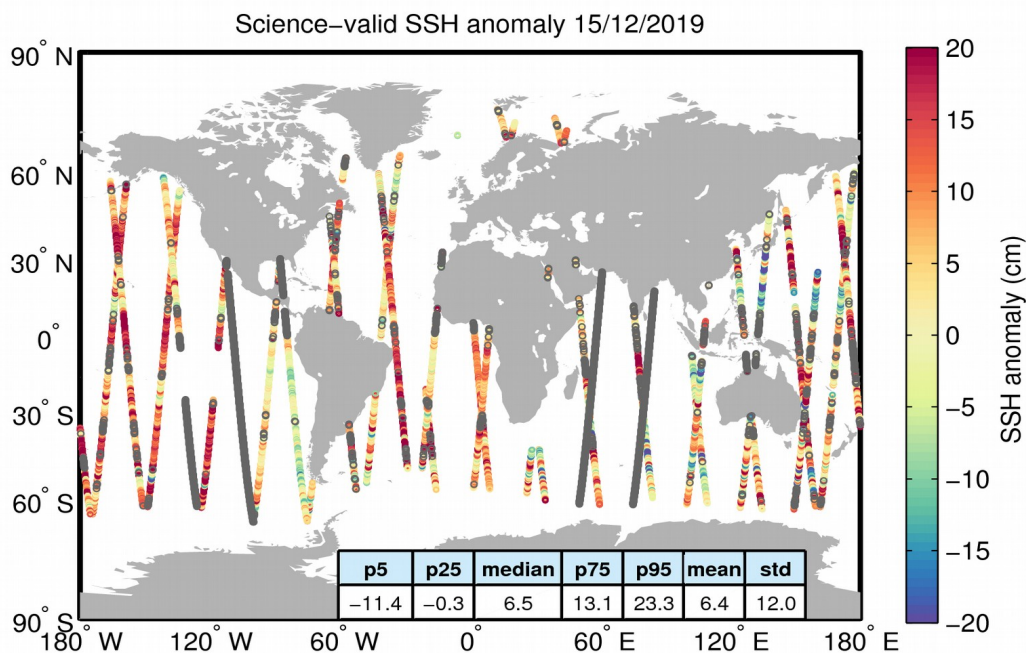 Science−valid SSH anomaly 15/12/2019
90° N
60° N
30° N
0°
30° S
60° S
90° S
180° W
120° W
60° W
0°
60° E
120° E
180° E
p5 p25 median p75 p95 mean std
−11.4 −0.3 6.5 13.1 23.3 6.4 12.0
20
15
10
5
0
−5
−10
−15
−20
SSH anomaly (cm)